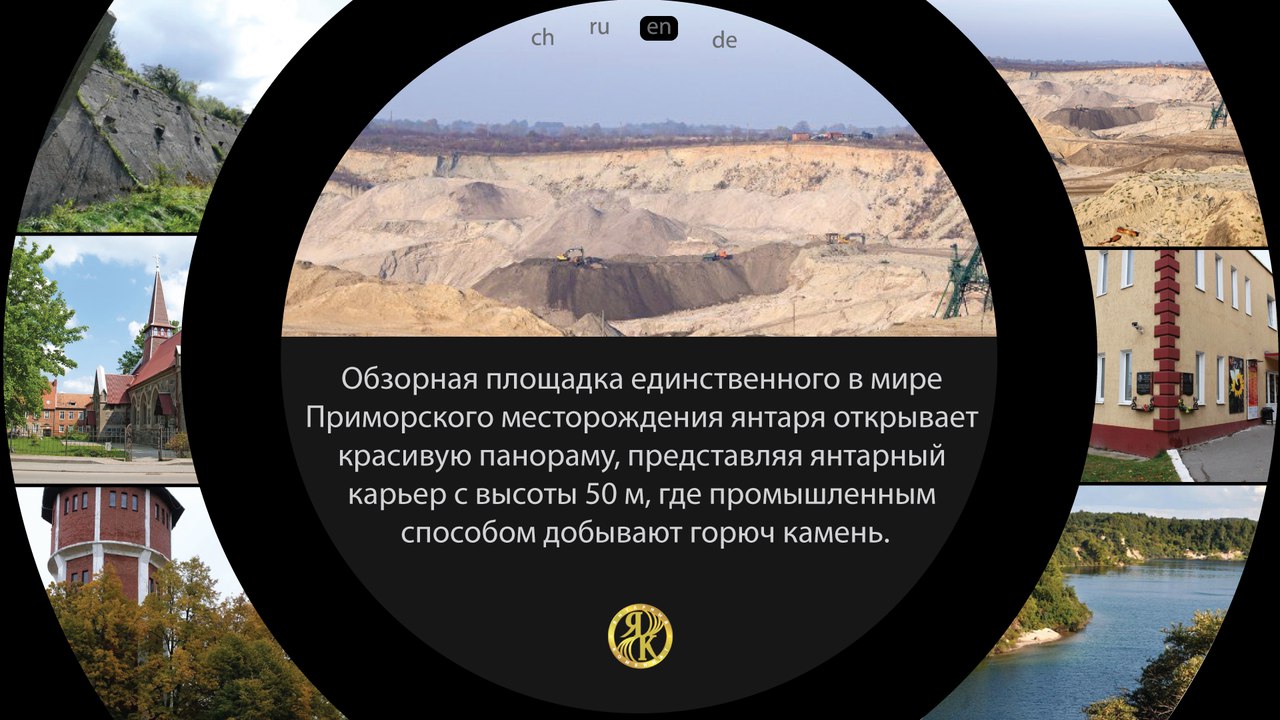 ch ru en de
Обзорная площадка единственного в мире
Приморского месторождения янтаря открывает
красивую панораму, представляя янтарный
карьер с высоты 50 м, где промышленным
способом добывают горюч камень.
ЯК